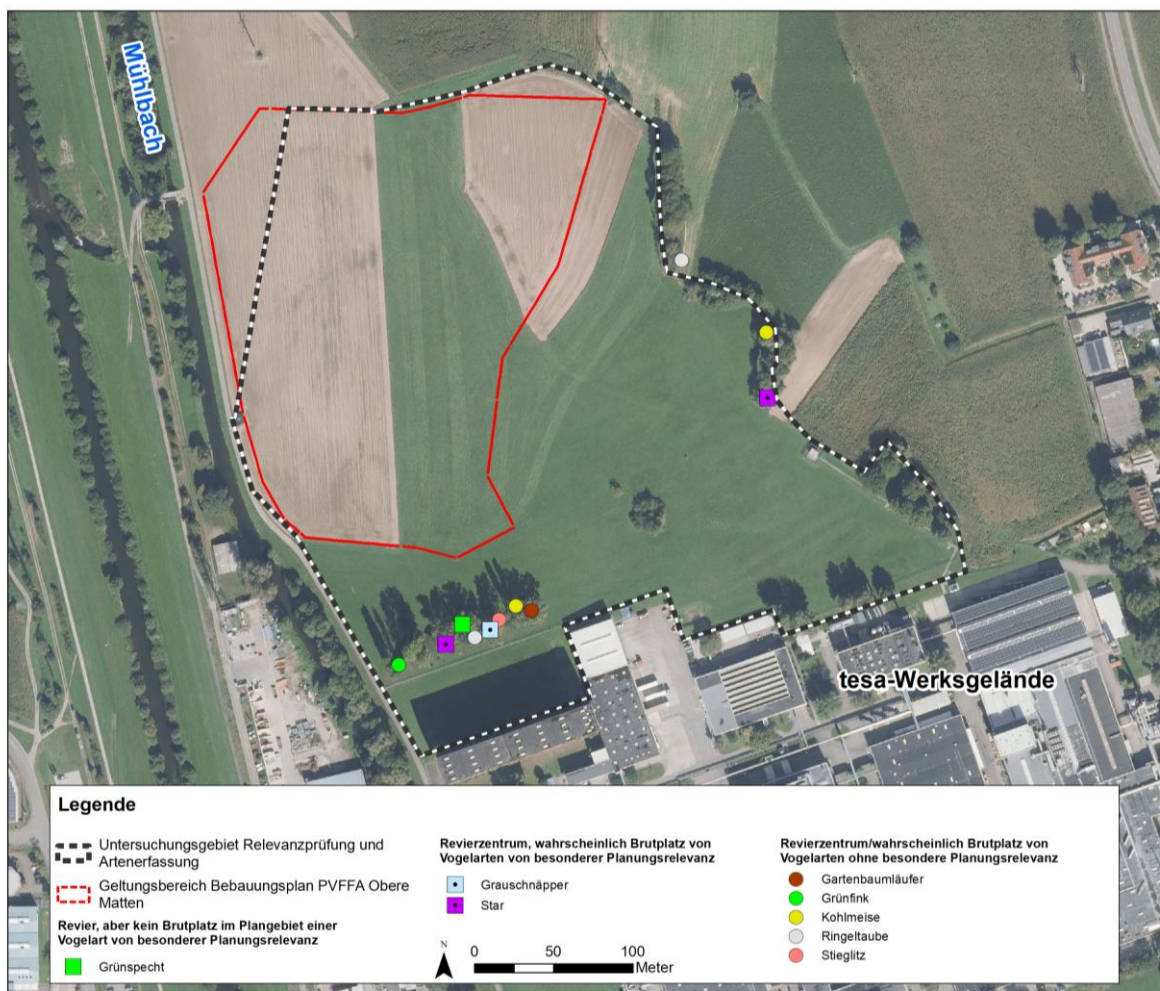 Mühlbach
tesa-Werksgelände
Legende
Untersuchungsgebiet Relevanzprüfung und
Artenerfassung
Geltungsbereich Bebauungsplan PVFFA Obere
Matten
Revier, aber kein Brutplatz im Plangebiet einer
Vogelart von besonderer Planungsrelevanz
Grünspecht
Revierzentrum, wahrscheinlich Brutplatz von
Vogelarten von besonderer Planungsrelevanz
Grauschnäpper
Star
N
0 50 100
Meter
Revierzentrum/wahrscheinlich Brutplatz von
Vogelarten ohne besondere Planungsrelevanz
Gartenbaumläufer
Grünfink
Kohlmeise
Ringeltaube
Stieglitz